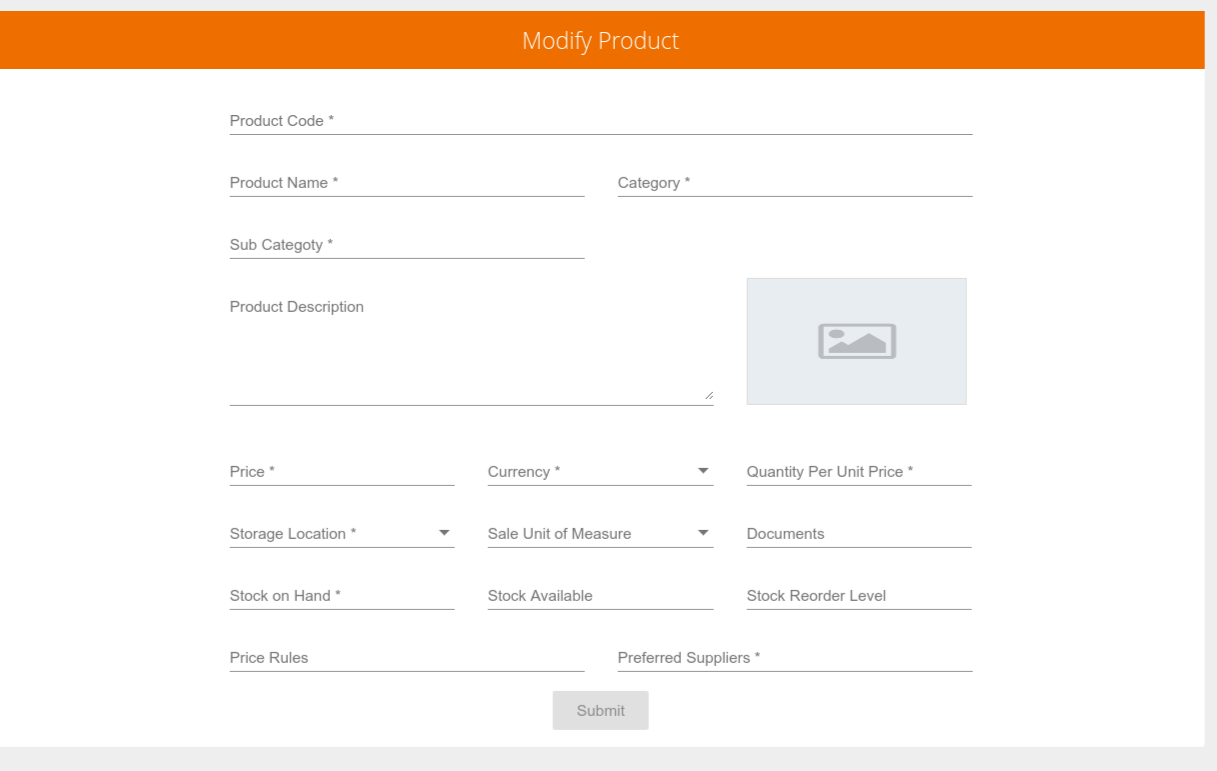 Modify Product
Product Code *
Product Name * Category *
Sub Categoty *
Product Description
Price * Currency * Quantity Per Unit Price *
Storage Location * Sale Unit of Measure Documents
Stock on Hand * Stock Available Stock Reorder Level
Price Rules Preferred Suppliers *
Submit